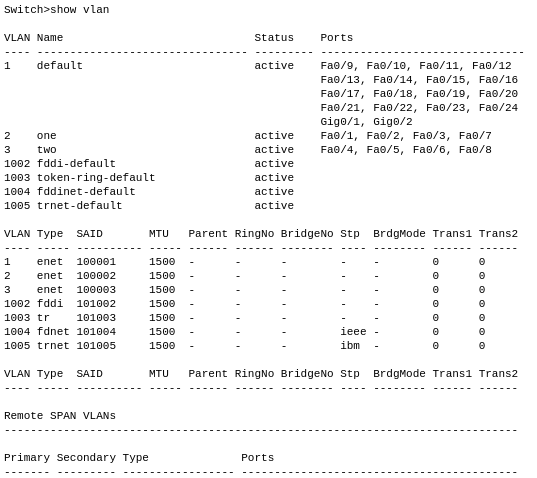 Switch>show vlan

VLAN Name                             Status    Ports
---- -------------------------------- --------- -------------------------------
1    default                          active    Fa0/9, Fa0/10, Fa0/11, Fa0/12
                                                Fa0/13, Fa0/14, Fa0/15, Fa0/16
                                                Fa0/17, Fa0/18, Fa0/19, Fa0/20
                                                Fa0/21, Fa0/22, Fa0/23, Fa0/24
                                                Gig0/1, Gig0/2
2    one                              active    Fa0/1, Fa0/2, Fa0/3, Fa0/7
3    two                              active    Fa0/4, Fa0/5, Fa0/6, Fa0/8
1002 fddi-default                     active
1003 token-ring-default               active
1004 fddinet-default                  active
1005 trnet-default                    active

VLAN Type  SAID       MTU   Parent RingNo BridgeNo Stp  BrdgMode Trans1 Trans2
---- ----- ---------- ----- ------ ------ -------- ---- -------- ------ ------
1    enet  100001     1500  -      -      -        -    -        0      0
2    enet  100002     1500  -      -      -        -    -        0      0
3    enet  100003     1500  -      -      -        -    -        0      0
1002 fddi  101002     1500  -      -      -        -    -        0      0
1003 tr    101003     1500  -      -      -        -    -        0      0
1004 fdnet 101004     1500  -      -      -        ieee -        0      0
1005 trnet 101005     1500  -      -      -        ibm  -        0      0

VLAN Type  SAID       MTU   Parent RingNo BridgeNo Stp  BrdgMode Trans1 Trans2
---- ----- ---------- ----- ------ ------ -------- ---- -------- ------ ------

Remote SPAN VLANs
------------------------------------------------------------------------------

Primary Secondary Type              Ports
------- --------- ----------------- ------------------------------------------